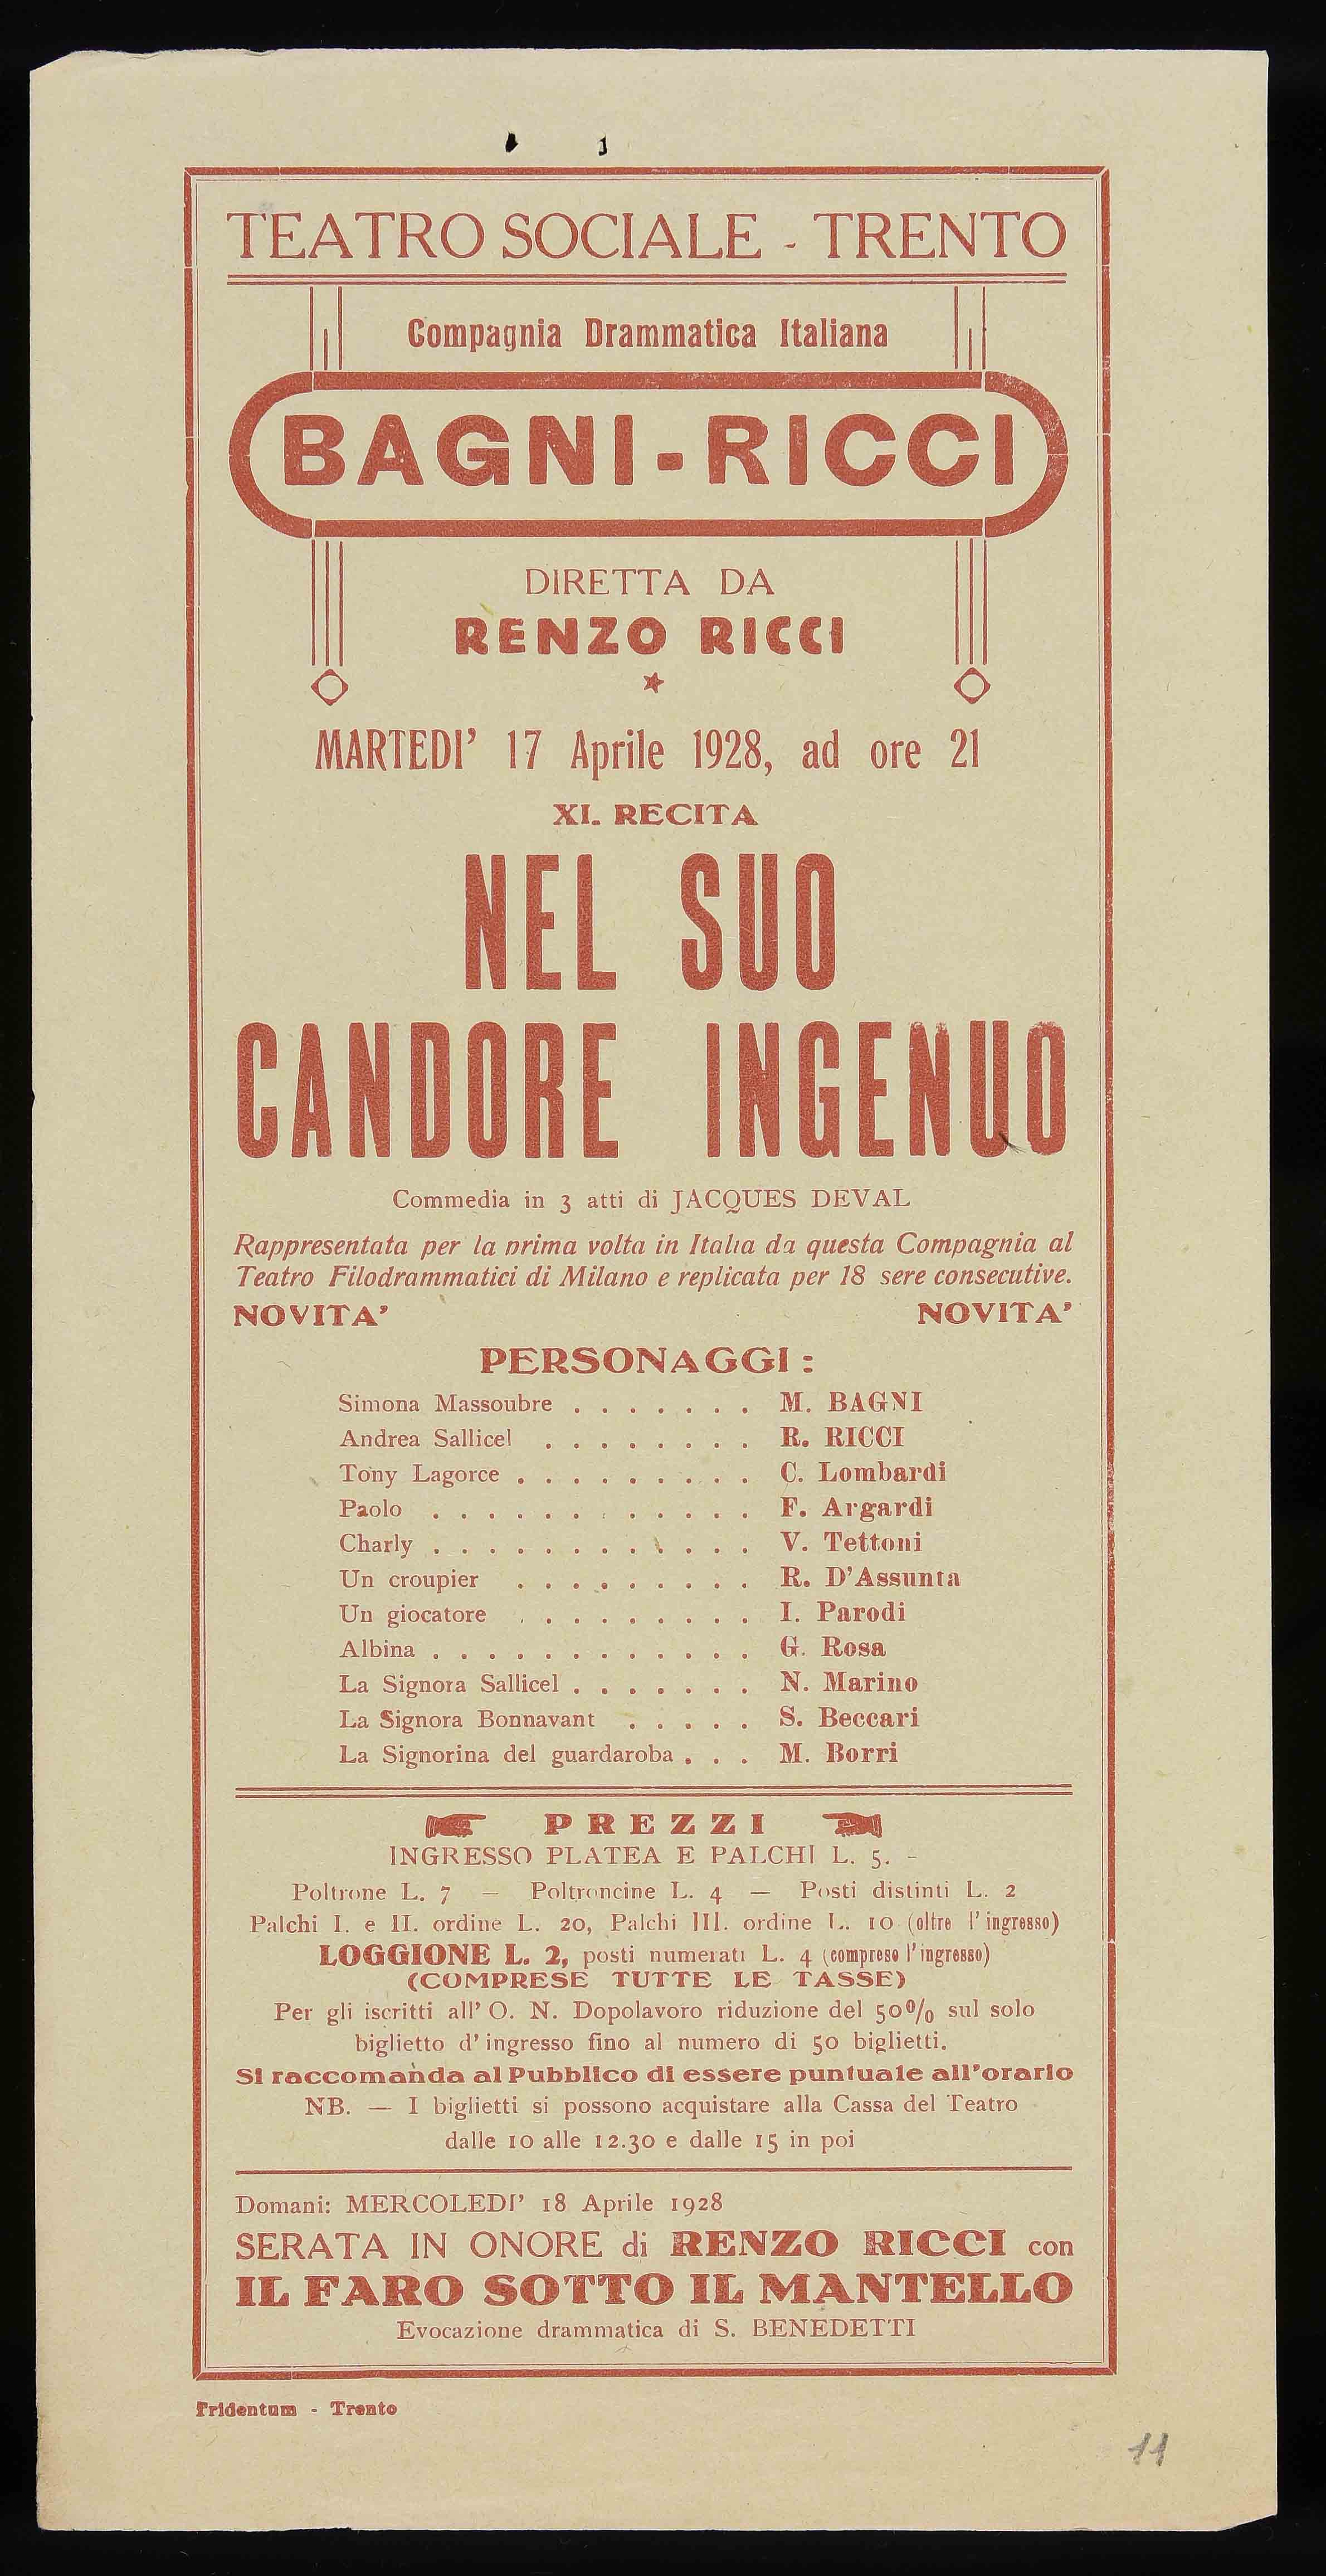 TEATRO SOCIALE - TRENTO
Compagnia Drammatica Italiana
BAGNI-RICCI
DIRETTA DA
RENZO RICCI
MARTEDI' 17 Aprile 1928, ad ore 21
XI. RECITA
NEL SUO
CANDORE INGENUO
Commedia in 3 atti di JACQUES DEVAL
Rappresentata per la prima volta in Italia da questa Compagnia al
Teatro Filodrammatici di Milano e replicata per 18 sere consecutive.
NOVITA' NOVITA'
PERSONAGGI :
Simona Massoubre . . . . . . . M. BAGNI
Andrea Sallicel . . . . . . . . R. RICCI
Tony Lagorce . . . . . . . . . C. Lombardi
Paolo . . . . . . . . . . . . F. Argardi
Charly . . . . . . . . . . . . V. Tettoni
Un croupier . . . . . . . . . R. D'Assunta
Un giocatore . . . . . . . . . I. Parodi
Albina . . . . . . . . . . . . G. Rosa
La Signora Sallicel . . . . . . . N. Marino
La Signora Bonnavant . . . . . S. Beccari
La Signorina del guardaroba . . . M. Borri
PREZZI
INGRESSO PLATEA E PALCHI L. 5. -
Poltrone L. 7 — Poltroncine L. 4 — Posti distinti L. 2
Palchi I. e II. ordine L. 20, Palchi III. ordine L. 10 (oltre l' ingresso)
LOGGIONE L. 2, posti numerati L. 4 (compreso l' ingresso)
(COMPRESE TUTTE LE TASSE)
Per gli iscritti all' O. N. Dopolavoro riduzione del 50% sul solo
biglietto d' ingresso fino al numero di 50 biglietti.
Si raccomanda al Pubblico di essere puntuale all'orario
NB. — I biglietti si possono acquistare alla Cassa del Teatro
dalle 10 alle 12.30 e dalle 15 in poi
Domani: MERCOLEDI' 18 Aprile 1928
SERATA IN ONORE di RENZO RICCI con
IL FARO SOTTO IL MANTELLO
Evocazione drammatica di S. BENEDETTI
Tridentum - Trento
11